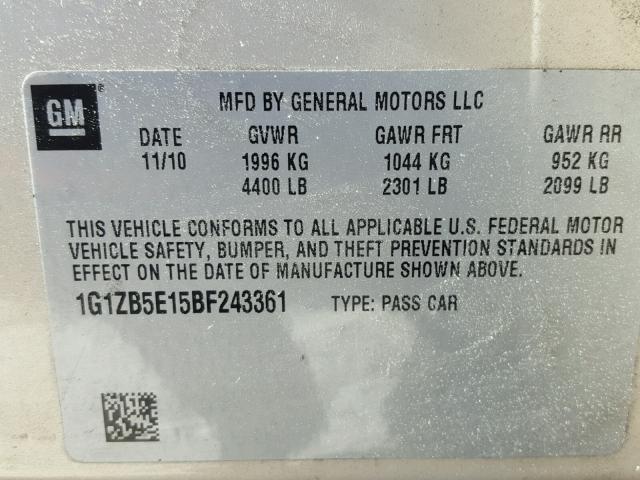 GM
®
MFD BY GENERAL MOTORS LLC
DATE GVWR GAWR FRT GAWR RR
11/10 1996 KG 1044 KG 952 KG
4400 LB 2301 LB 2099 LB
THIS VEHICLE CONFORMS TO ALL APPLICABLE U.S. FEDERAL MOTOR
VEHICLE SAFETY, BUMPER, AND THEFT PREVENTION STANDARDS IN
EFFECT ON THE DATE OF MANUFACTURE SHOWN ABOVE.
1G1ZB5E15BF243361 TYPE: PASS CAR